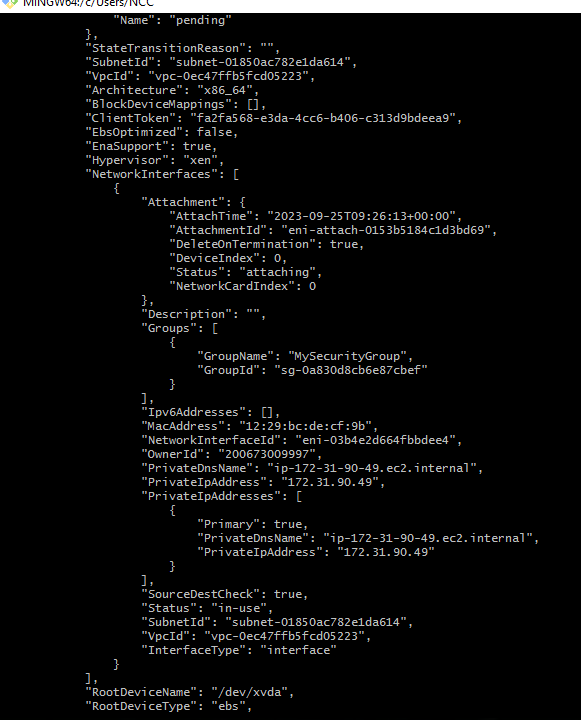 MINGW64:/c/Users/NCC
"Name": "pending"
},
"StateTransitionReason": "",
"SubnetId": "subnet-01850ac782e1da614",
"VpcId": "vpc-0ec47ffb5fcd05223",
"Architecture": "x86_64",
"BlockDeviceMappings": [],
"ClientToken": "fa2fa568-e3da-4cc6-b406-c313d9bdeea9",
"EbsOptimized": false,
"EnaSupport": true,
"Hypervisor": "xen",
"NetworkInterfaces": [
{
"Attachment": {
"AttachTime": "2023-09-25T09:26:13+00:00",
"AttachmentId": "eni-attach-0153b5184c1d3bd69",
"DeleteOnTermination": true,
"DeviceIndex": 0,
"Status": "attaching",
"NetworkCardIndex": 0
},
"Description": "",
"Groups": [
{
"GroupName": "MySecurityGroup",
"GroupId": "sg-0a830d8cb6e87cbef"
}
],
"Ipv6Addresses": [],
"MacAddress": "12:29:bc:de:cf:9b",
"NetworkInterfaceId": "eni-03b4e2d664fbbdee4",
"OwnerId": "200673009997",
"PrivateDnsName": "ip-172-31-90-49.ec2.internal",
"PrivateIpAddress": "172.31.90.49",
"PrivateIpAddresses": [
{
"Primary": true,
"PrivateDnsName": "ip-172-31-90-49.ec2.internal",
"PrivateIpAddress": "172.31.90.49"
}
],
"SourceDestCheck": true,
"Status": "in-use",
"SubnetId": "subnet-01850ac782e1da614",
"VpcId": "vpc-0ec47ffb5fcd05223",
"InterfaceType": "interface"
}
],
"RootDeviceName": "/dev/xvda",
"RootDeviceType": "ebs",